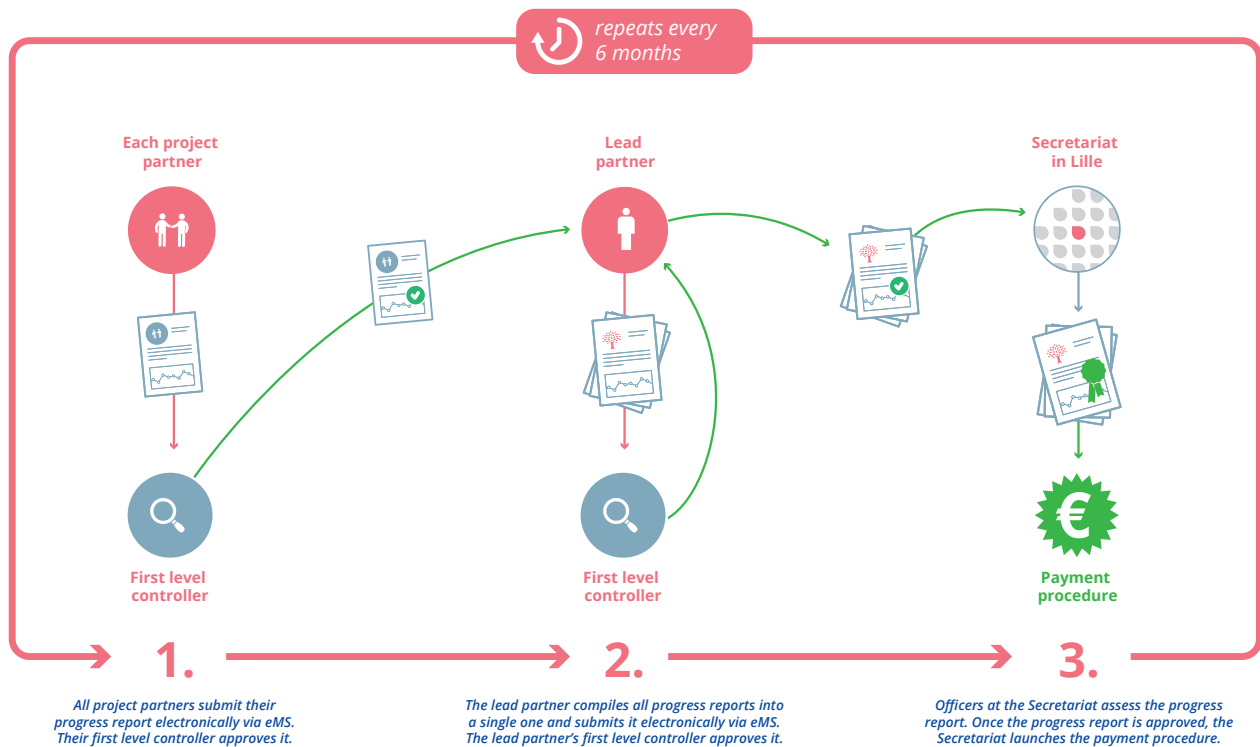 repeats every
6 months
Each project
partner
Lead
partner
Secretariat
in Lille
€
First level
controller
First level
controller
Payment
procedure
1.
2.
3.
All project partners submit their
progress report electronically via eMS.
Their first level controller approves it.
The lead partner compiles all progress reports into
a single one and submits it electronically via eMS.
The lead partner's first level controller approves it.
Officers at the Secretariat assess the progress
report. Once the progress report is approved, the
Secretariat launches the payment procedure.